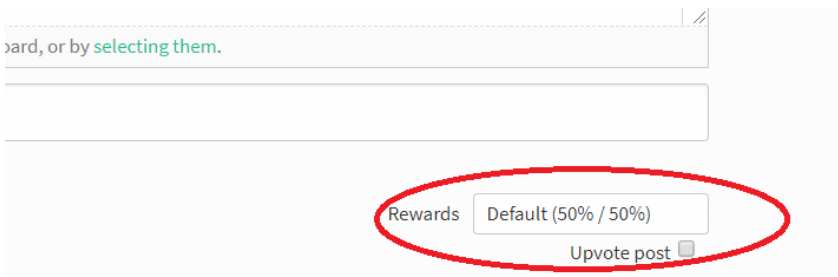 oard, or by selecting them.
Rewards Default (50% / 50%)
Upvote post